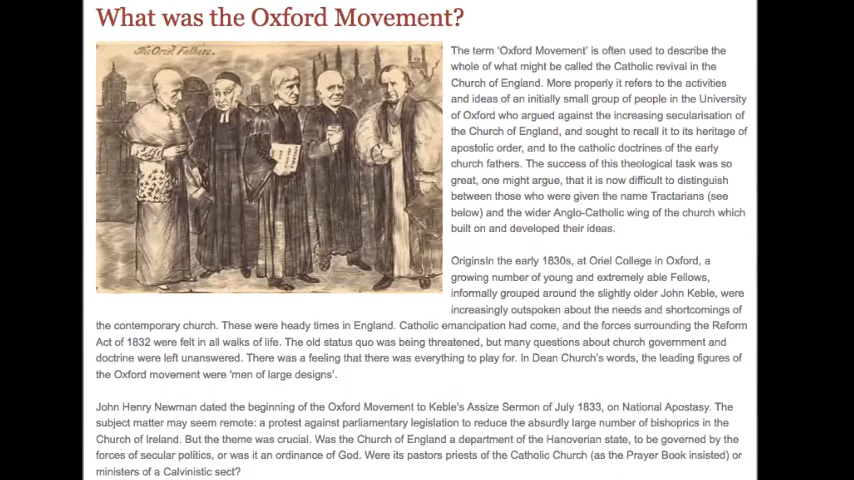 What was the Oxford Movement?
The Oriel Fathers.
The term ‘Oxford Movement’ is often used to describe the
whole of what might be called the Catholic revival in the
Church of England. More properly it refers to the activities
and ideas of an initially small group of people in the University
of Oxford who argued against the increasing secularisation of
the Church of England, and sought to recall it to its heritage of
apostolic order, and to the catholic doctrines of the early
church fathers. The success of this theological task was so
great, one might argue, that it is now difficult to distinguish
between those who were given the name Tractarians (see
below) and the wider Anglo-Catholic wing of the church which
built on and developed their ideas.
OriginsIn the early 1830s, at Oriel College in Oxford, a
growing number of young and extremely able Fellows,
informally grouped around the slightly older John Keble, were
increasingly outspoken about the needs and shortcomings of
the contemporary church. These were heady times in England. Catholic emancipation had come, and the forces surrounding the Reform
Act of 1832 were felt in all walks of life. The old status quo was being threatened, but many questions about church government and
doctrine were left unanswered. There was a feeling that there was everything to play for. In Dean Church’s words, the leading figures of
the Oxford movement were ‘men of large designs’.
John Henry Newman dated the beginning of the Oxford Movement to Keble’s Assize Sermon of July 1833, on National Apostasy. The
subject matter may seem remote: a protest against parliamentary legislation to reduce the absurdly large number of bishoprics in the
Church of Ireland. But the theme was crucial. Was the Church of England a department of the Hanoverian state, to be governed by the
forces of secular politics, or was it an ordinance of God. Were its pastors priests of the Catholic Church (as the Prayer Book insisted) or
ministers of a Calvinistic sect?